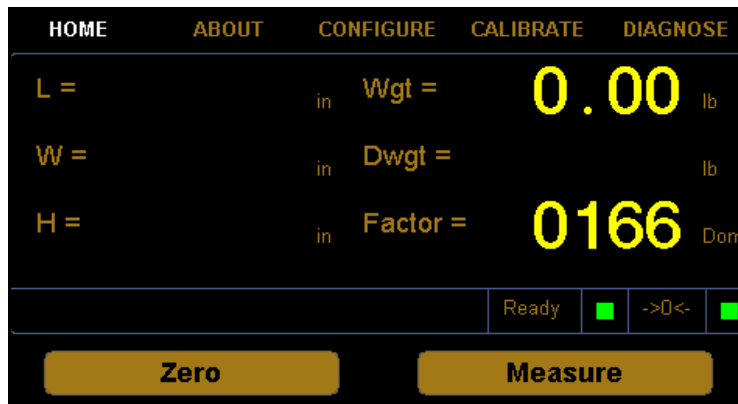 HOME ABOUT CONFIGURE CALIBRATE DIAGNOSE
L = in Wgt = 0.00 lb
W = in Dwgt = lb
H = in Factor = 0166 Dom
Ready ->0<-
Zero Measure